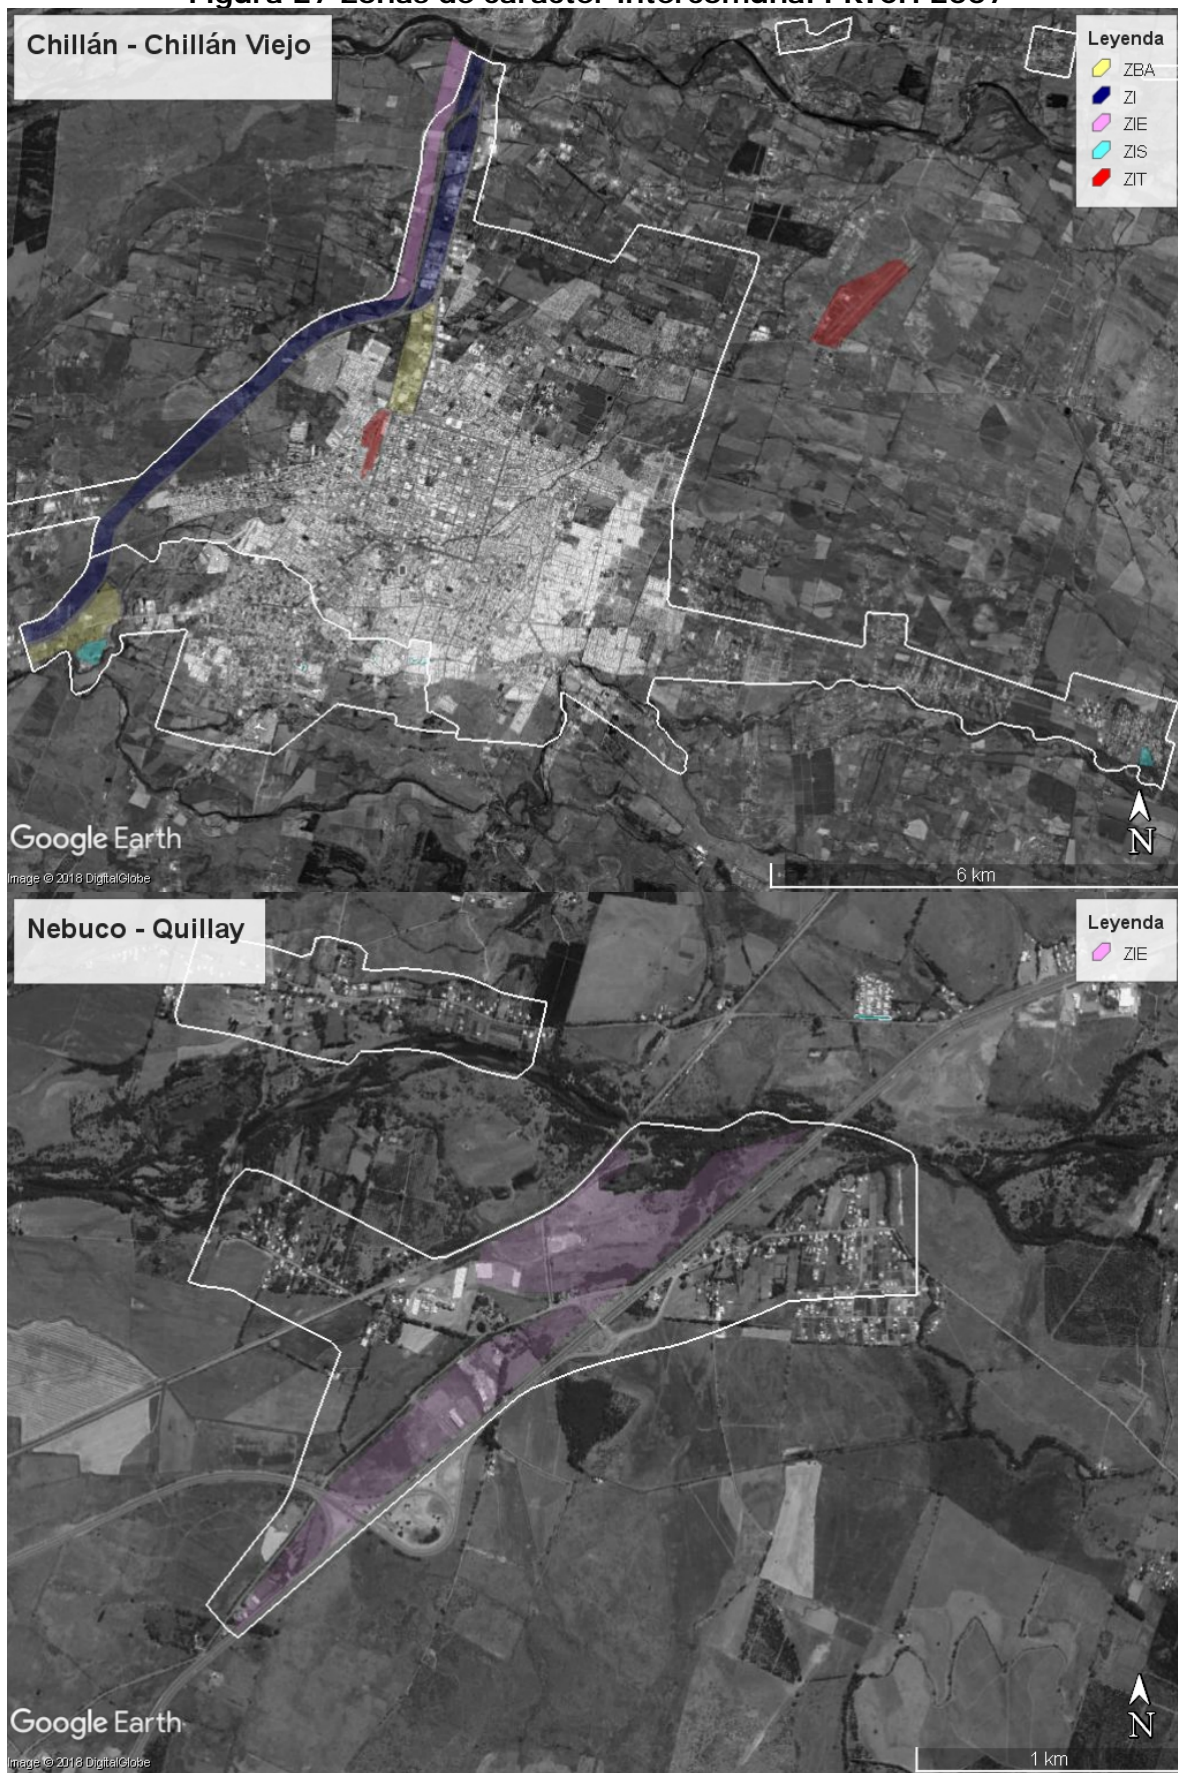 Chillán - Chillán Viejo
Leyenda
ZBA
ZI
ZIE
ZIS
ZIT
Google Earth
Image © 2018 DigitalGlobe
N
6 km
Nebuco - Quillay
Leyenda
ZIE
Google Earth
Image © 2018 DigitalGlobe
N
1 km